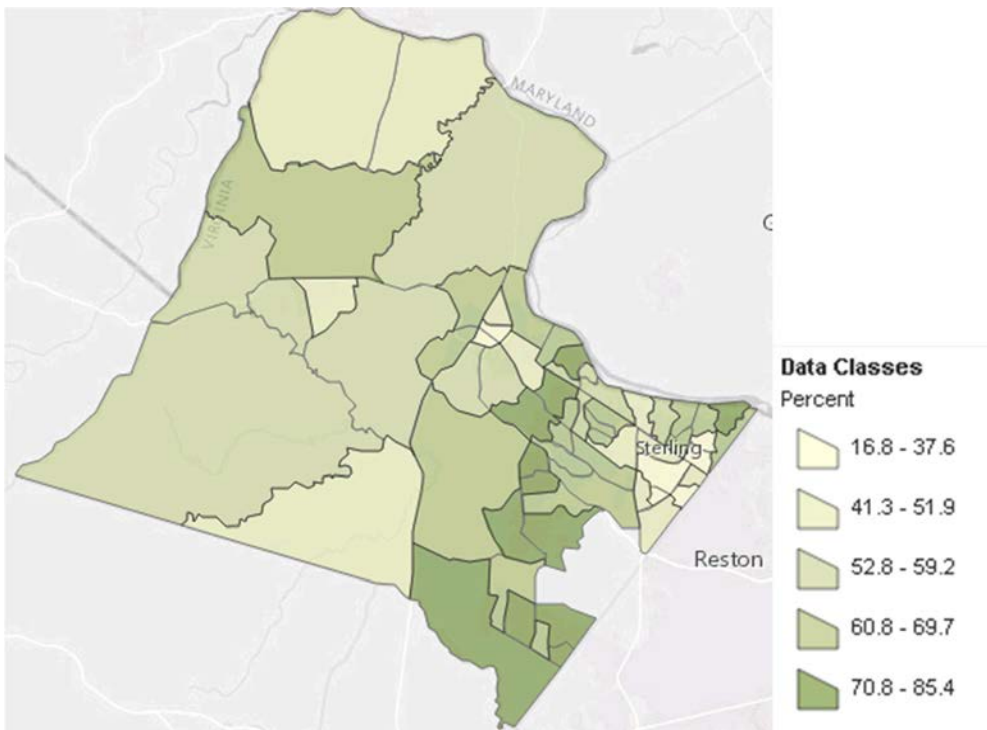 MARYLAND
VIRGINIA
G
Sterling
Reston
Data Classes
Percent
16.8 - 37.6
41.3 - 51.9
52.8 - 59.2
60.8 - 69.7
70.8 - 85.4